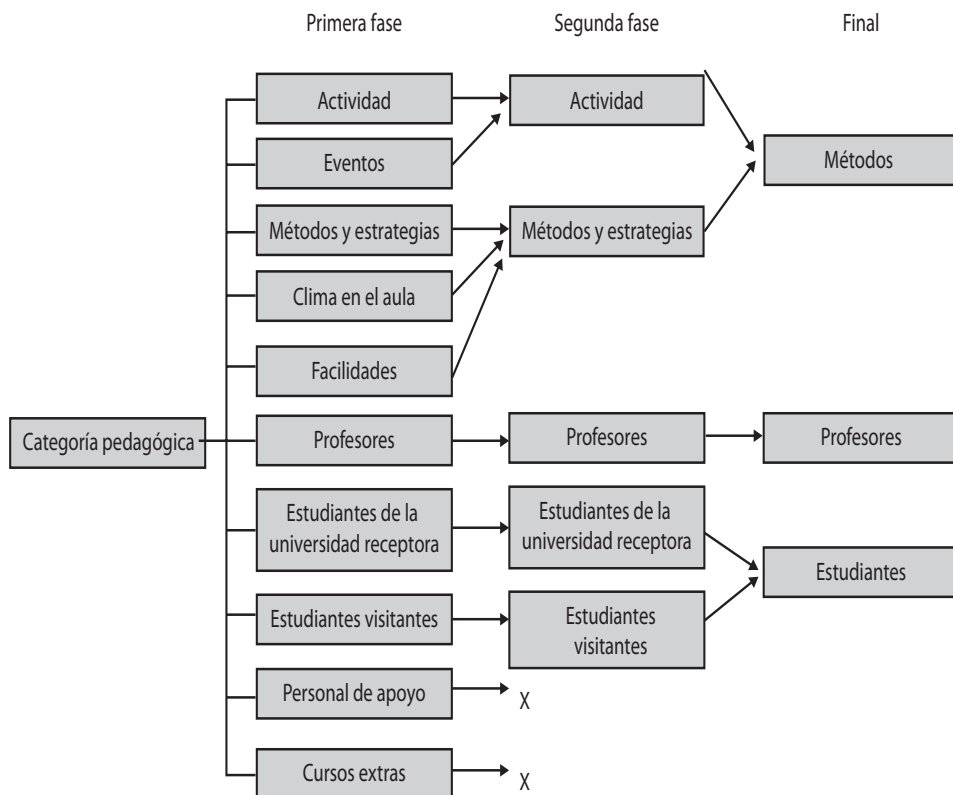 Primera fase
Segunda fase
Final
Actividad
Actividad
Eventos
Métodos
Métodos y estrategias
Métodos y estrategias
Clima en el aula
Facilidades
Categoría pedagógica
Profesores
Profesores
Profesores
Estudiantes de la
universidad receptora
Estudiantes de la
universidad receptora
Estudiantes
Estudiantes visitantes
Estudiantes
visitantes
Personal de apoyo
X
Cursos extras
X